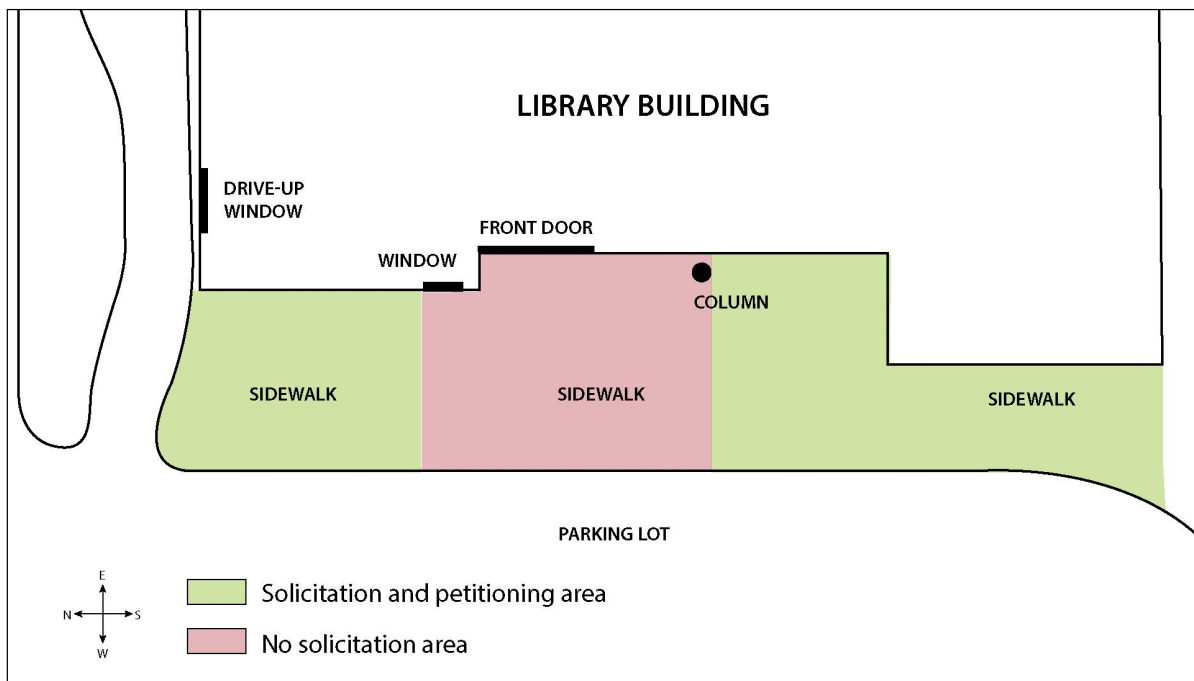 LIBRARY BUILDING
DRIVE-UP
WINDOW
FRONT DOOR
WINDOW
COLUMN
SIDEWALK
SIDEWALK
SIDEWALK
PARKING LOT
E
N
S
W
Solicitation and petitioning area
No solicitation area